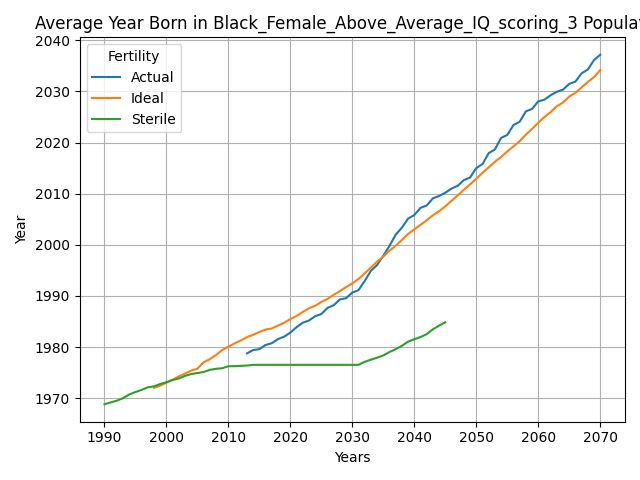 Average Year Born in Black_Female_Above_Average_IQ_scoring_3 Populat
2040
2030
2020
2010
2000
1990
1980
1970
Year
Fertility
Actual
Ideal
Sterile
1990 2000 2010 2020 2030 2040 2050 2060 2070
Years